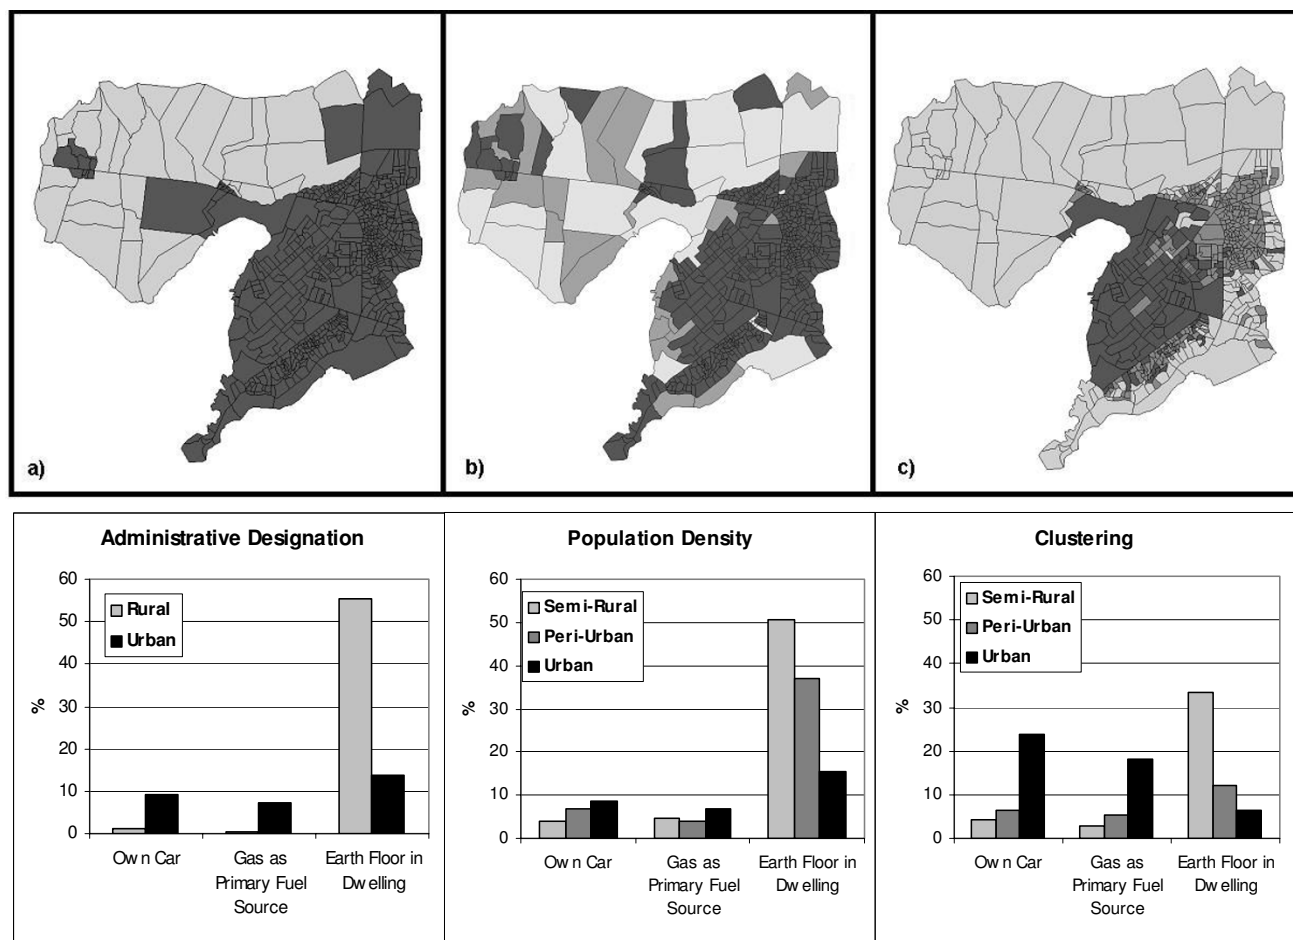 a)
b)
c)
Administrative Designation
60
50
40
30
20
10
0
%
Rural
Urban
Own Car
Gas as
Primary Fuel
Source
Earth Floor in
Dwelling
Population Density
60
50
40
30
20
10
0
%
Semi-Rural
Peri-Urban
Urban
Own Car
Gas as
Primary Fuel
Source
Earth Floor in
Dwelling
Clustering
60
50
40
30
20
10
0
%
Semi-Rural
Peri-Urban
Urban
Own Car
Gas as
Primary Fuel
Source
Earth Floor in
Dwelling